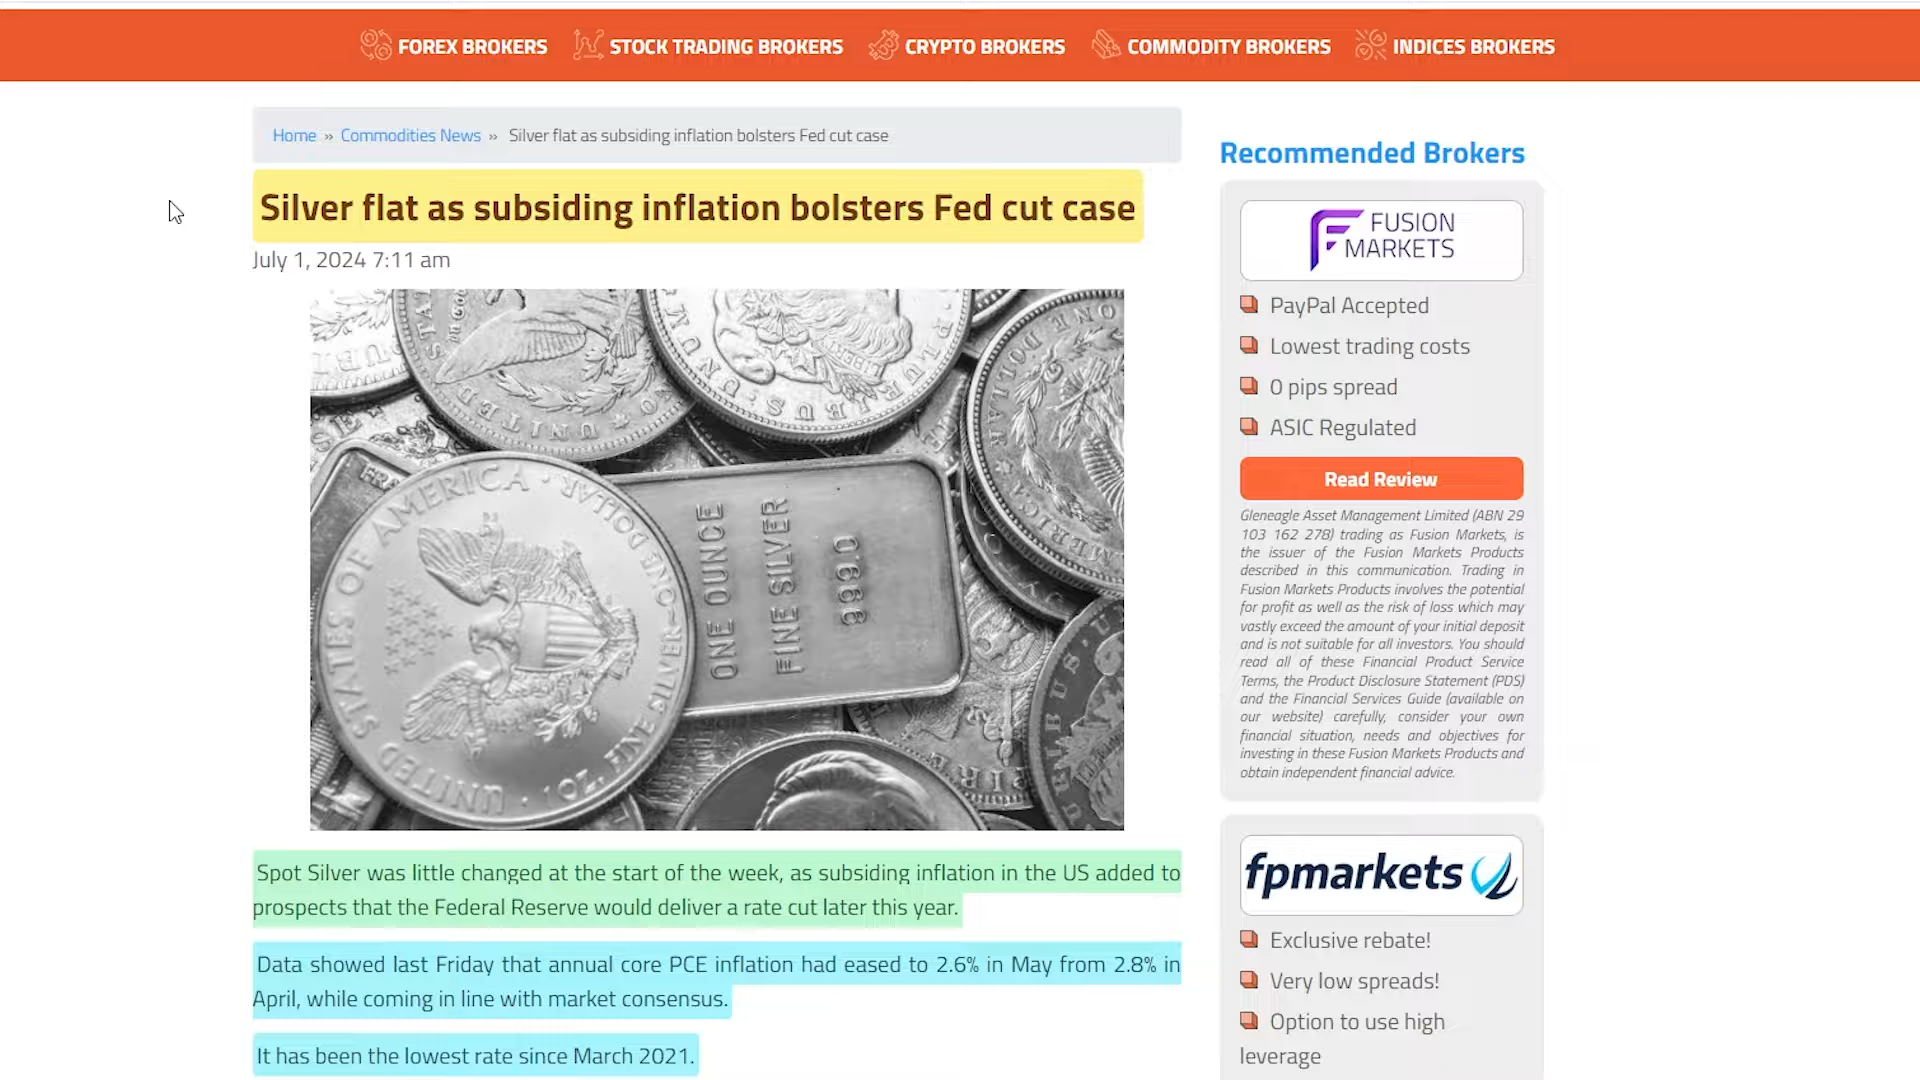 FOREX BROKERS STOCK TRADING BROKERS CRYPTO BROKERS COMMODITY BROKERS INDICES BROKERS
Home » Commodities News » Silver flat as subsiding inflation bolsters Fed cut case
Silver flat as subsiding inflation bolsters Fed cut case
July 1, 2024 7:11 am
UNITED STATES OF AMERICA · 1 OZ. FINE SILVER~ONE DOLLAR ·
ONE OUNCE
FINE SILVER
999.0
Spot Silver was little changed at the start of the week, as subsiding inflation in the US added to
prospects that the Federal Reserve would deliver a rate cut later this year.
Data showed last Friday that annual core PCE inflation had eased to 2.6% in May from 2.8% in
April, while coming in line with market consensus.
It has been the lowest rate since March 2021.
Recommended Brokers
FUSION
MARKETS
PayPal Accepted
Lowest trading costs
0 pips spread
ASIC Regulated
Read Review
Gleneagle Asset Management Limited (ABN 29
103 162 278) trading as Fusion Markets, is
the issuer of the Fusion Markets Products
described in this communication. Trading in
Fusion Markets Products involves the potential
for profit as well as the risk of loss which may
vastly exceed the amount of your initial deposit
and is not suitable for all investors. You should
read all of these Financial Product Service
Terms, the Product Disclosure Statement (PDS)
and the Financial Services Guide (available on
our website) carefully, consider your own
financial situation, needs and objectives for
investing in these Fusion Markets Products and
obtain independent financial advice.
fpmarkets
Exclusive rebate!
Very low spreads!
Option to use high
leverage